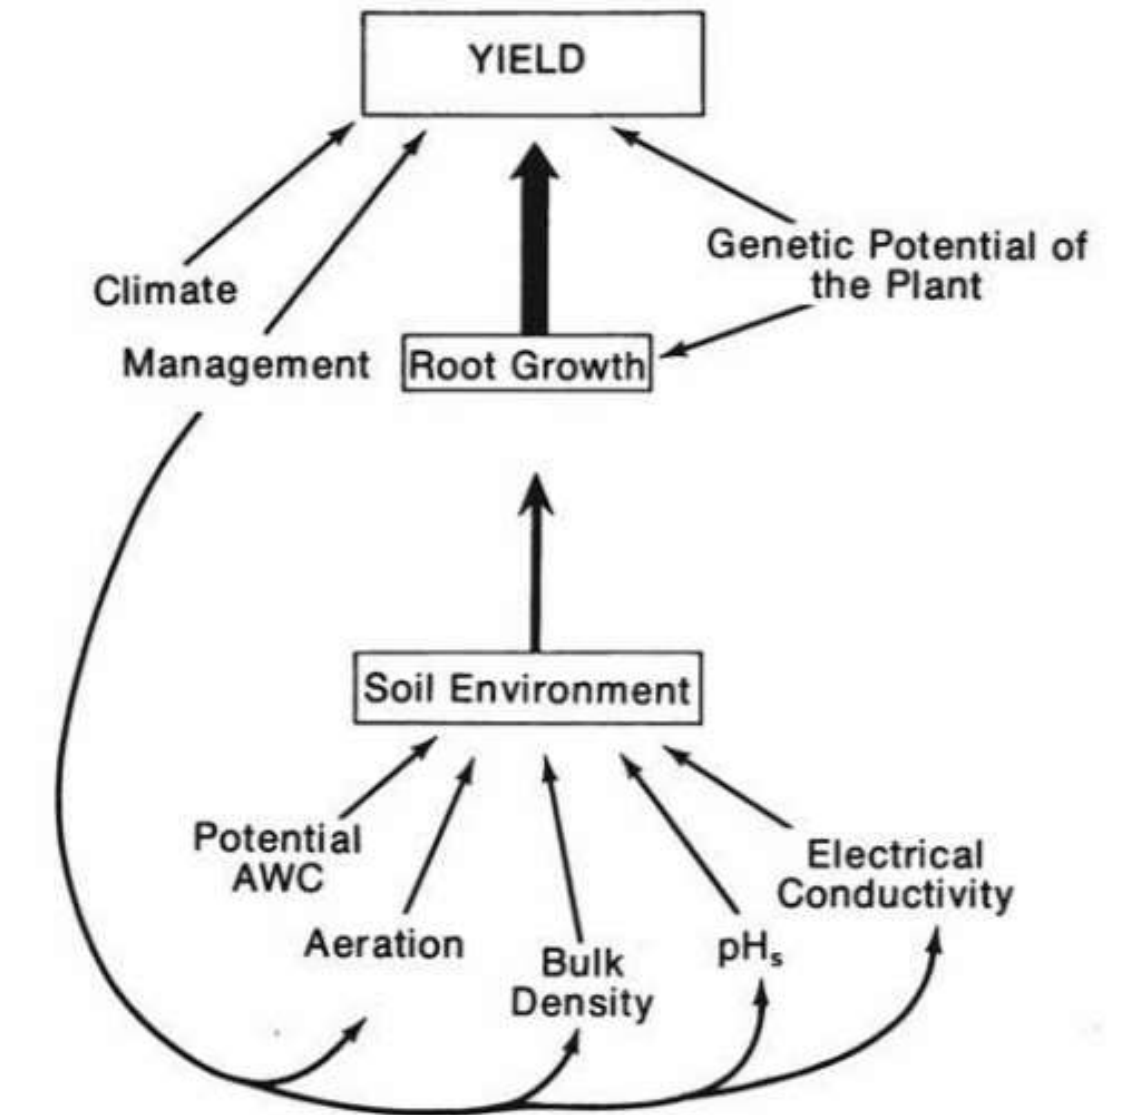 YIELD
Climate
Genetic Potential of
the Plant
Management
Root Growth
Soil Environment
Potential
AWC
Electrical
Conductivity
Aeration
Bulk
Density
pHₛ